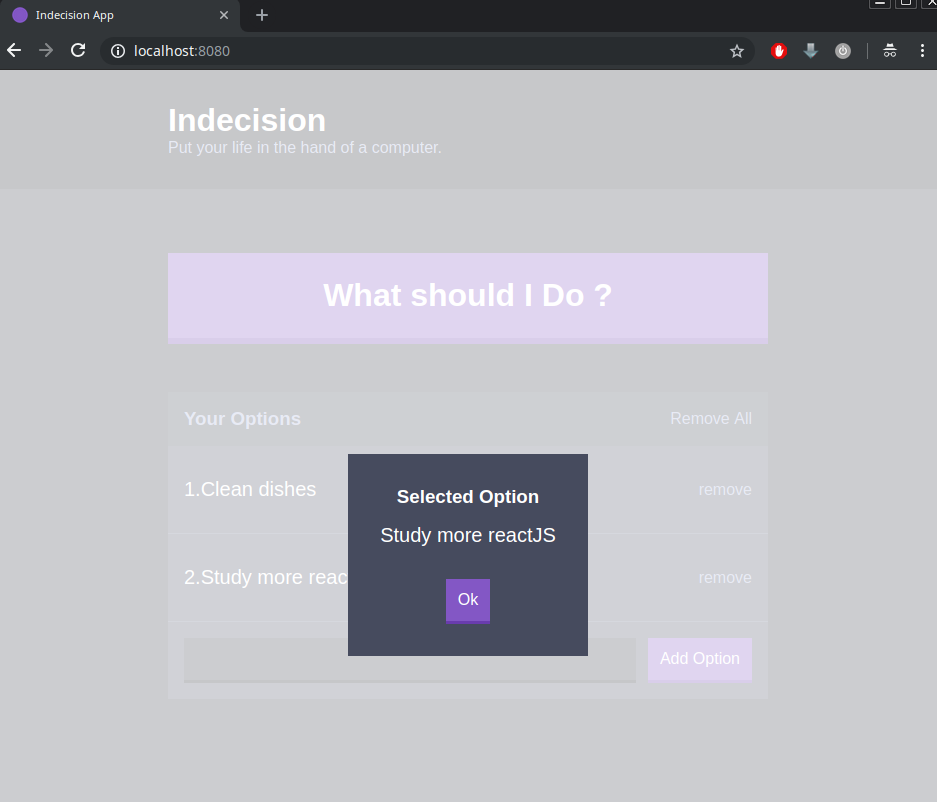 Indecision App
localhost:8080
Indecision
Put your life in the hand of a computer.
What should I Do ?
Your Options
Remove All
1.Clean dishes
remove
2.Study more reac
remove
Selected Option
Study more reactJS
Ok
Add Option